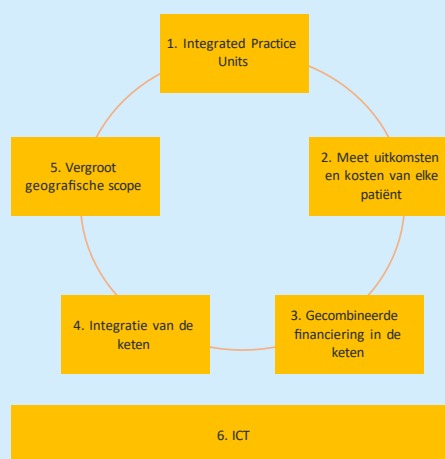 1. Integrated Practice
Units
2. Meet uitkomsten
en kosten van elke
patiënt
3. Gecombineerde
financiering in de
keten
4. Integratie van de
keten
5. Vergroot
geografische scope
6. ICT